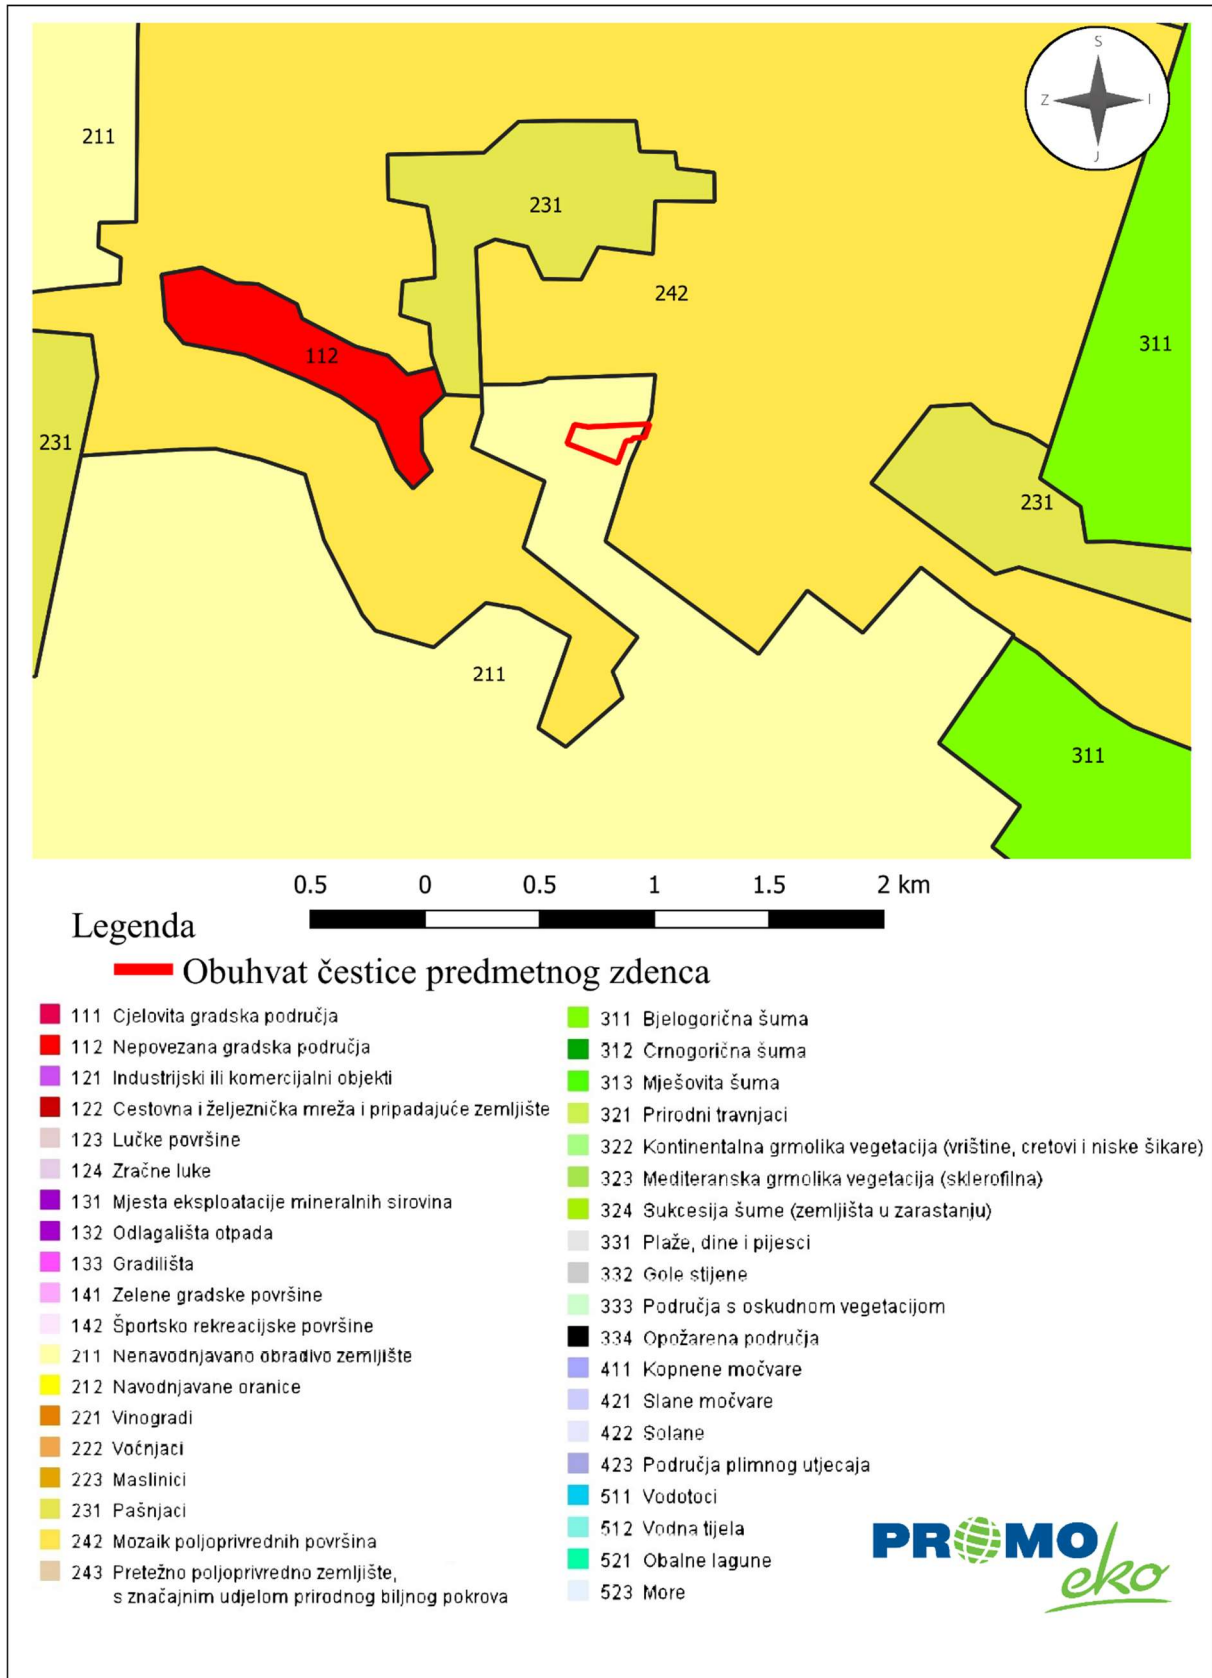 S
Z
I
J
211
231
242
311
112
231
231
211
311
0.5 0 0.5 1 1.5 2 km
Legenda
Obuhvat čestice predmetnog zdenca
111 Cjelovita gradska područja
112 Nepovezana gradska područja
121 Industrijski ili komercijalni objekti
122 Cestovna i željeznička mreža i pripadajuće zemljište
123 Lučke površine
124 Zračne luke
131 Mjesta eksploatacije mineralnih sirovina
132 Odlagališta otpada
133 Gradilišta
141 Zelene gradske površine
142 Športsko rekreacijske površine
211 Nenavodnjavano obradivo zemljište
212 Navodnjavane oranice
221 Vinogradi
222 Voćnjaci
223 Maslinici
231 Pašnjaci
242 Mozaik poljoprivrednih površina
243 Pretežno poljoprivredno zemljište,
s značajnim udjelom prirodnog biljnog pokrova
311 Bjelogorična šuma
312 Crnogorična šuma
313 Mješovita šuma
321 Prirodni travnjaci
322 Kontinentalna grmolika vegetacija (vrištine, cretovi i niske šikare)
323 Mediteranska grmolika vegetacija (sklerofilna)
324 Sukcesija šume (zemljišta u zarastanju)
331 Plaže, dine i pijesci
332 Gole stijene
333 Područja s oskudnom vegetacijom
334 Opožarena područja
411 Kopnene močvare
421 Slane močvare
422 Solane
423 Područja plimnog utjecaja
511 Vodotoci
512 Vodna tijela
521 Obalne lagune
523 More
PROMO
eko